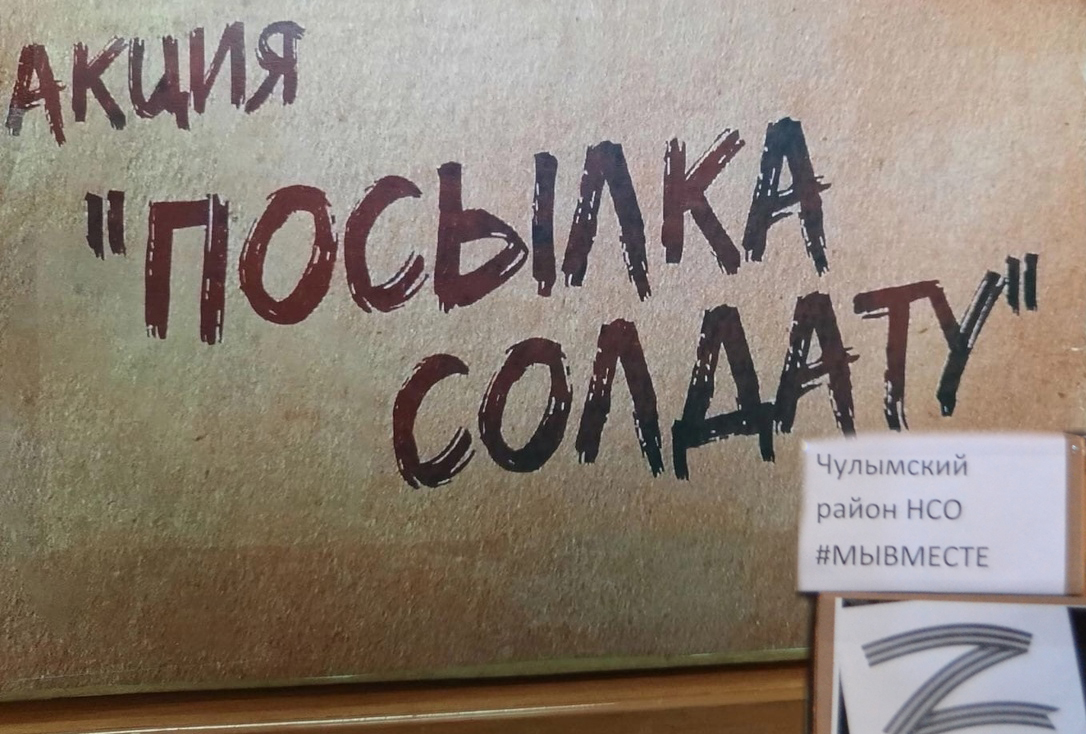 АКЦИЯ
"ПОСЫЛКА
СОЛДАТУ"
Чулымский
район НСО
#МЫВМЕСТЕ
Z